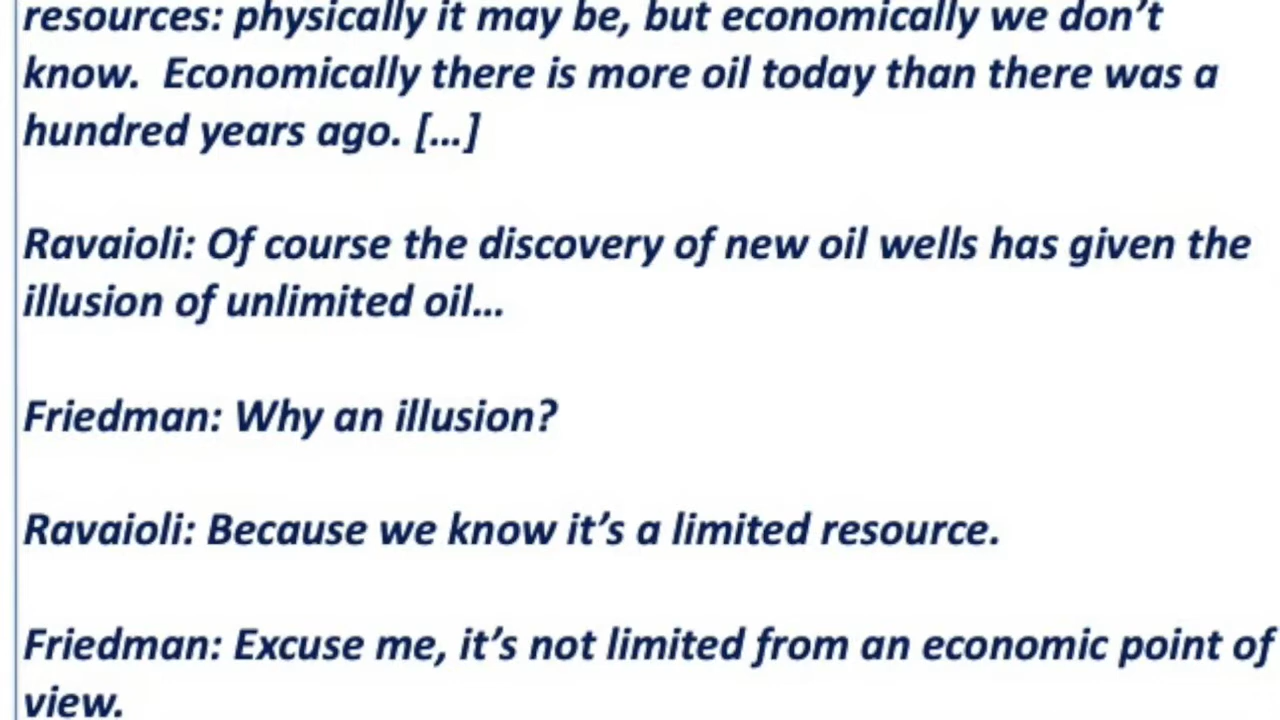 resources: physically it may be, but economically we don’t
know.  Economically there is more oil today than there was a
hundred years ago. […]
Ravaioli: Of course the discovery of new oil wells has given the
illusion of unlimited oil…
Friedman: Why an illusion?
Ravaioli: Because we know it’s a limited resource.
Friedman: Excuse me, it’s not limited from an economic point of
view.